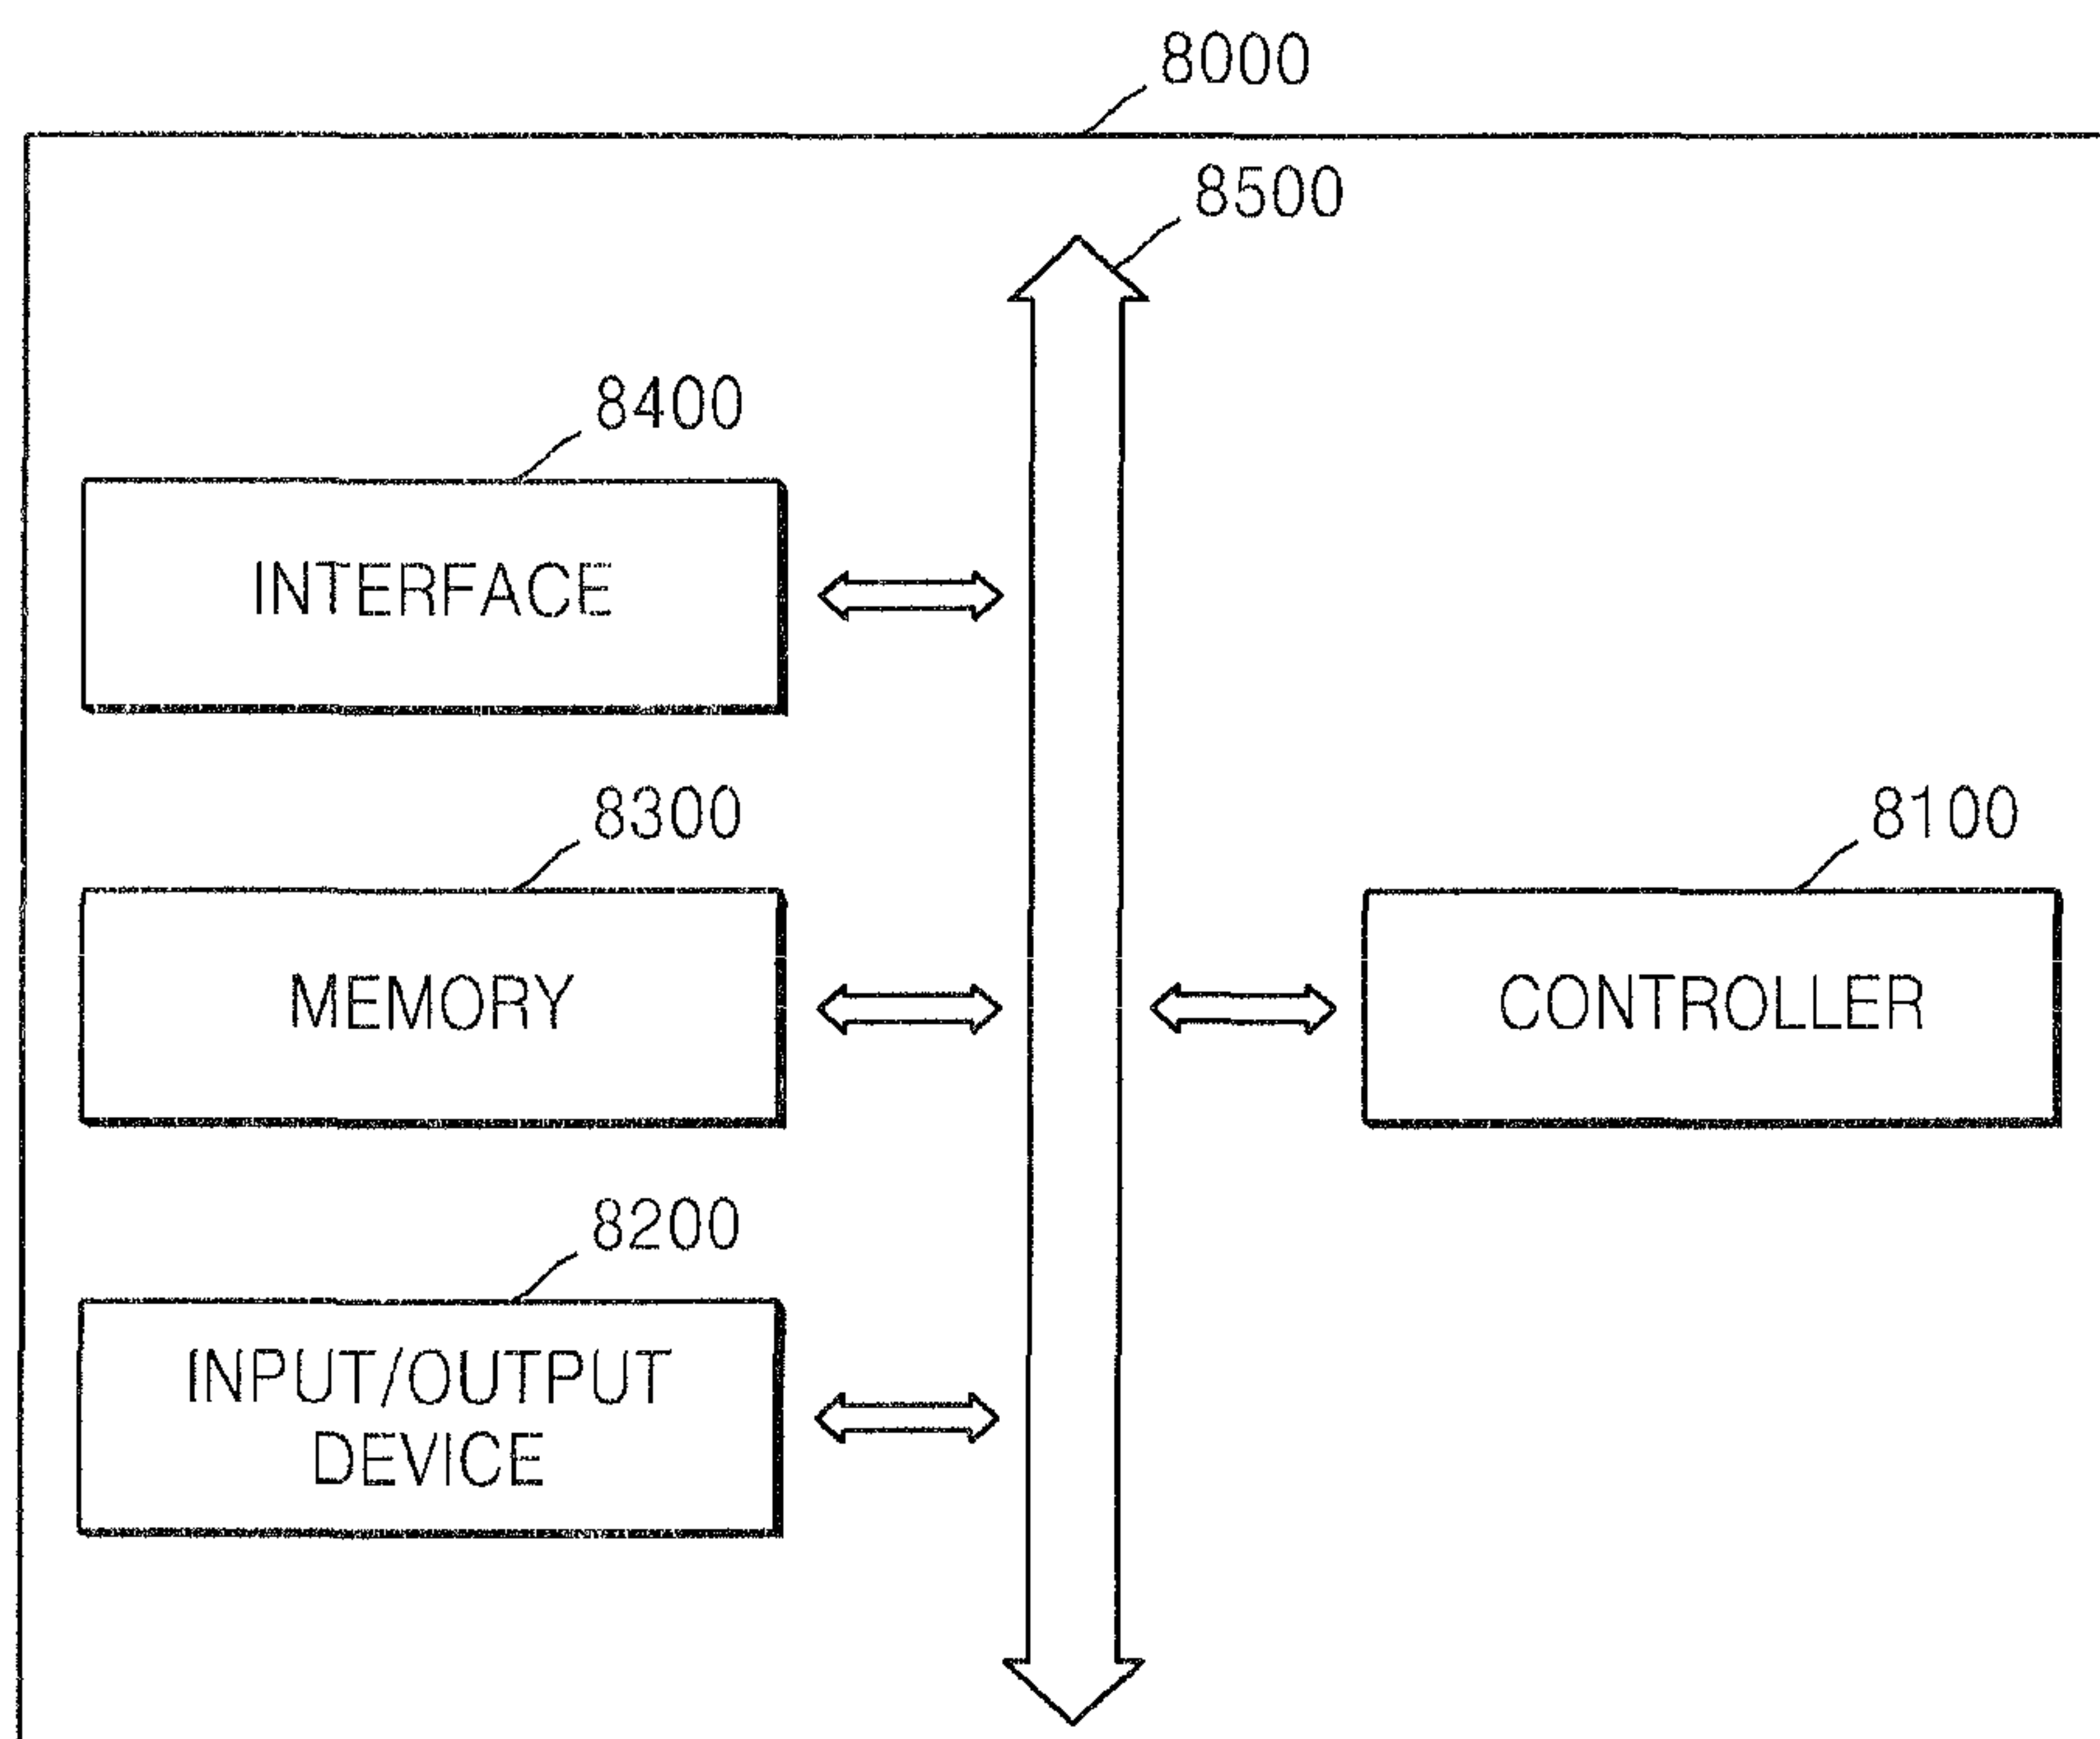 8000
8500
8400
INTERFACE
8300
8100
MEMORY
CONTROLLER
8200
INPUT/OUTPUT
DEVICE